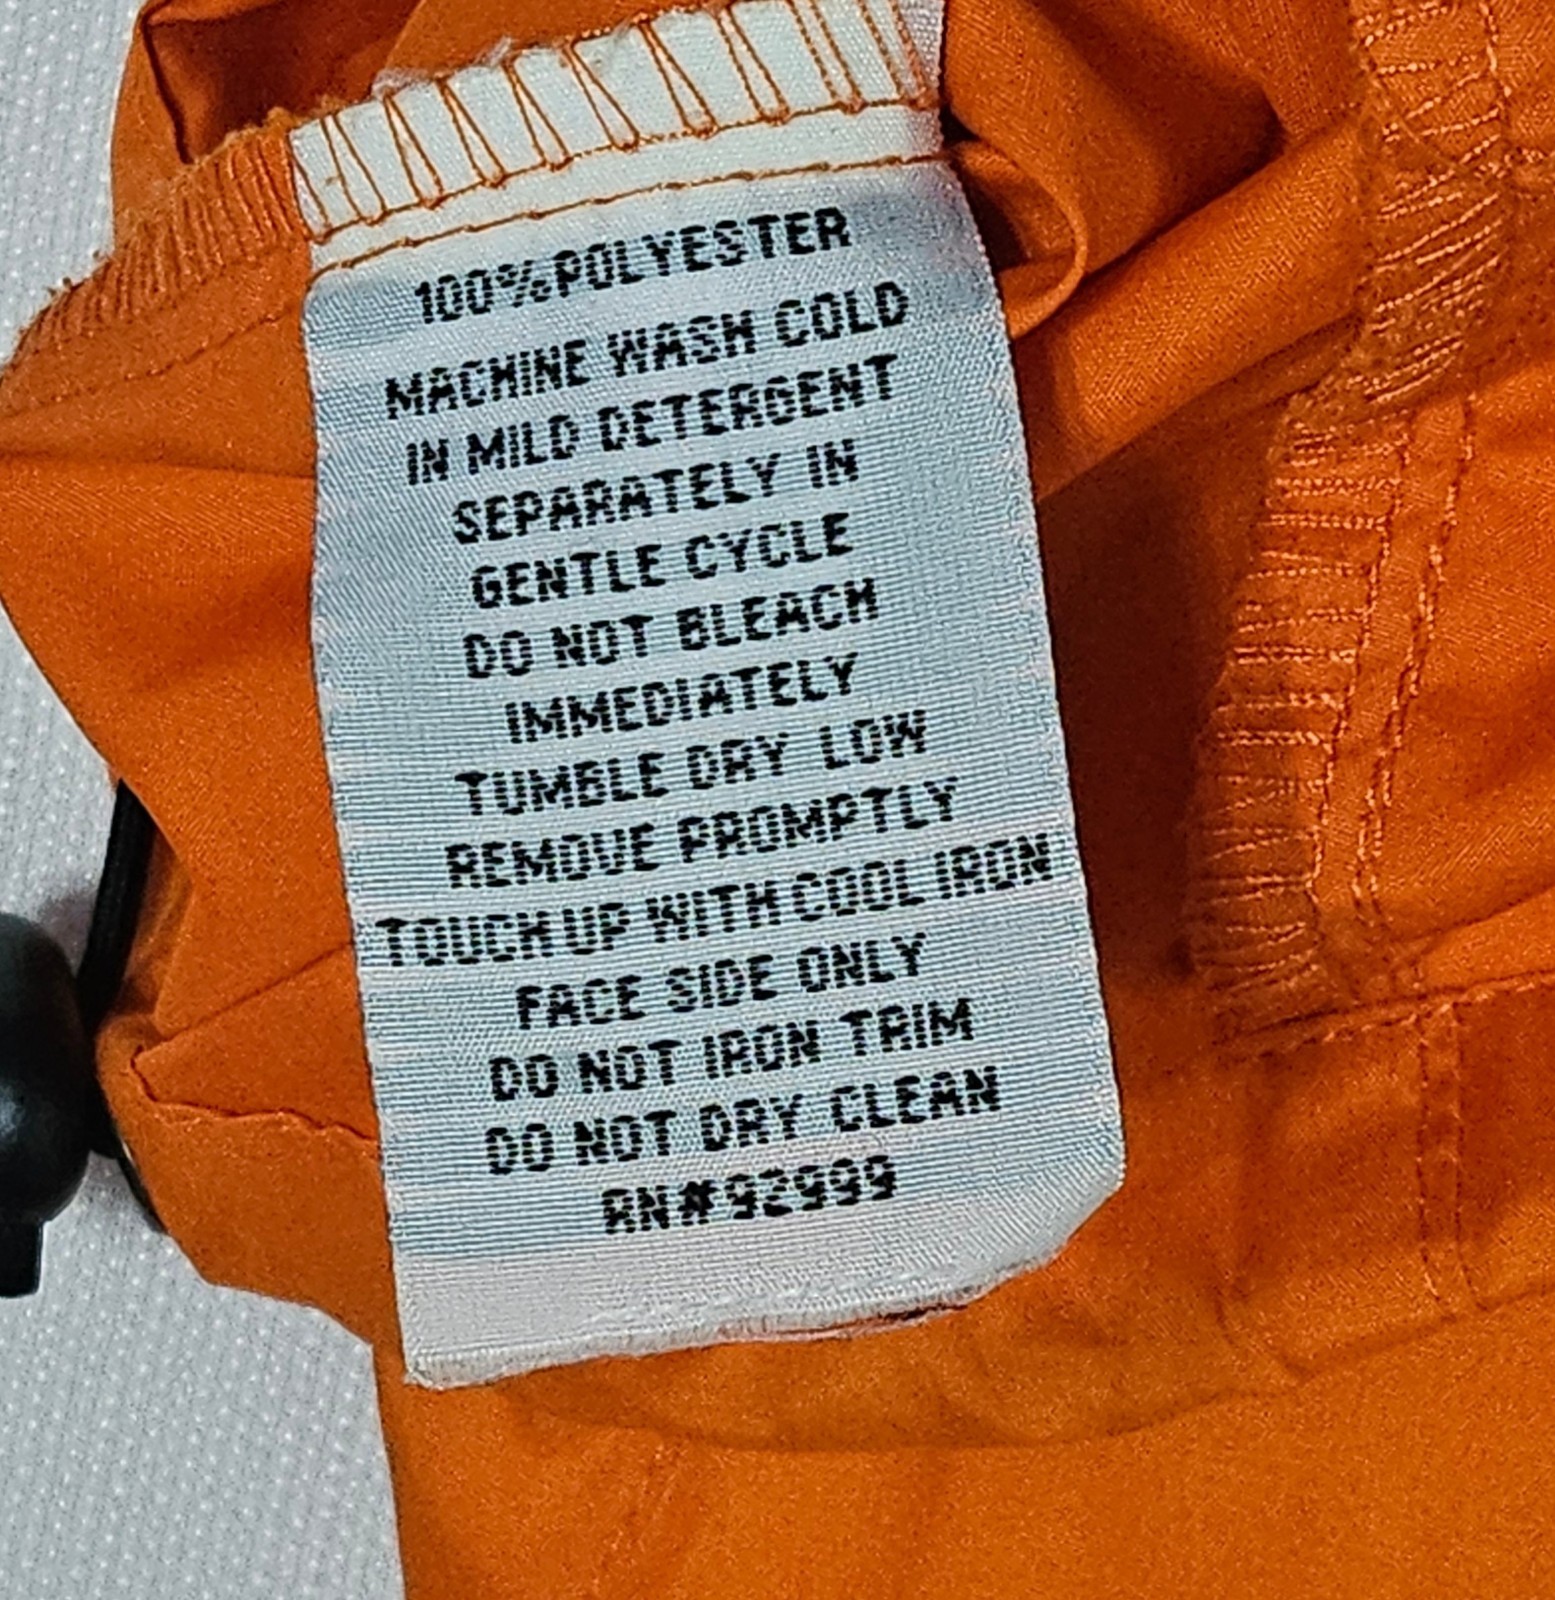 100%POLYESTER
MACHINE WASH COLD
IN MILD DETERGENT
SEPARATELY IN
GENTLE CYCLE
DO NOT BLEACH
IMMEDIATELY
TUMBLE DRY LOW
REMOVE PROMPTLY
TOUCH UP WITH COOL IRON
FACE SIDE ONLY
DO NOT IRON TRIM
DO NOT DRY CLEAN
RN#92999